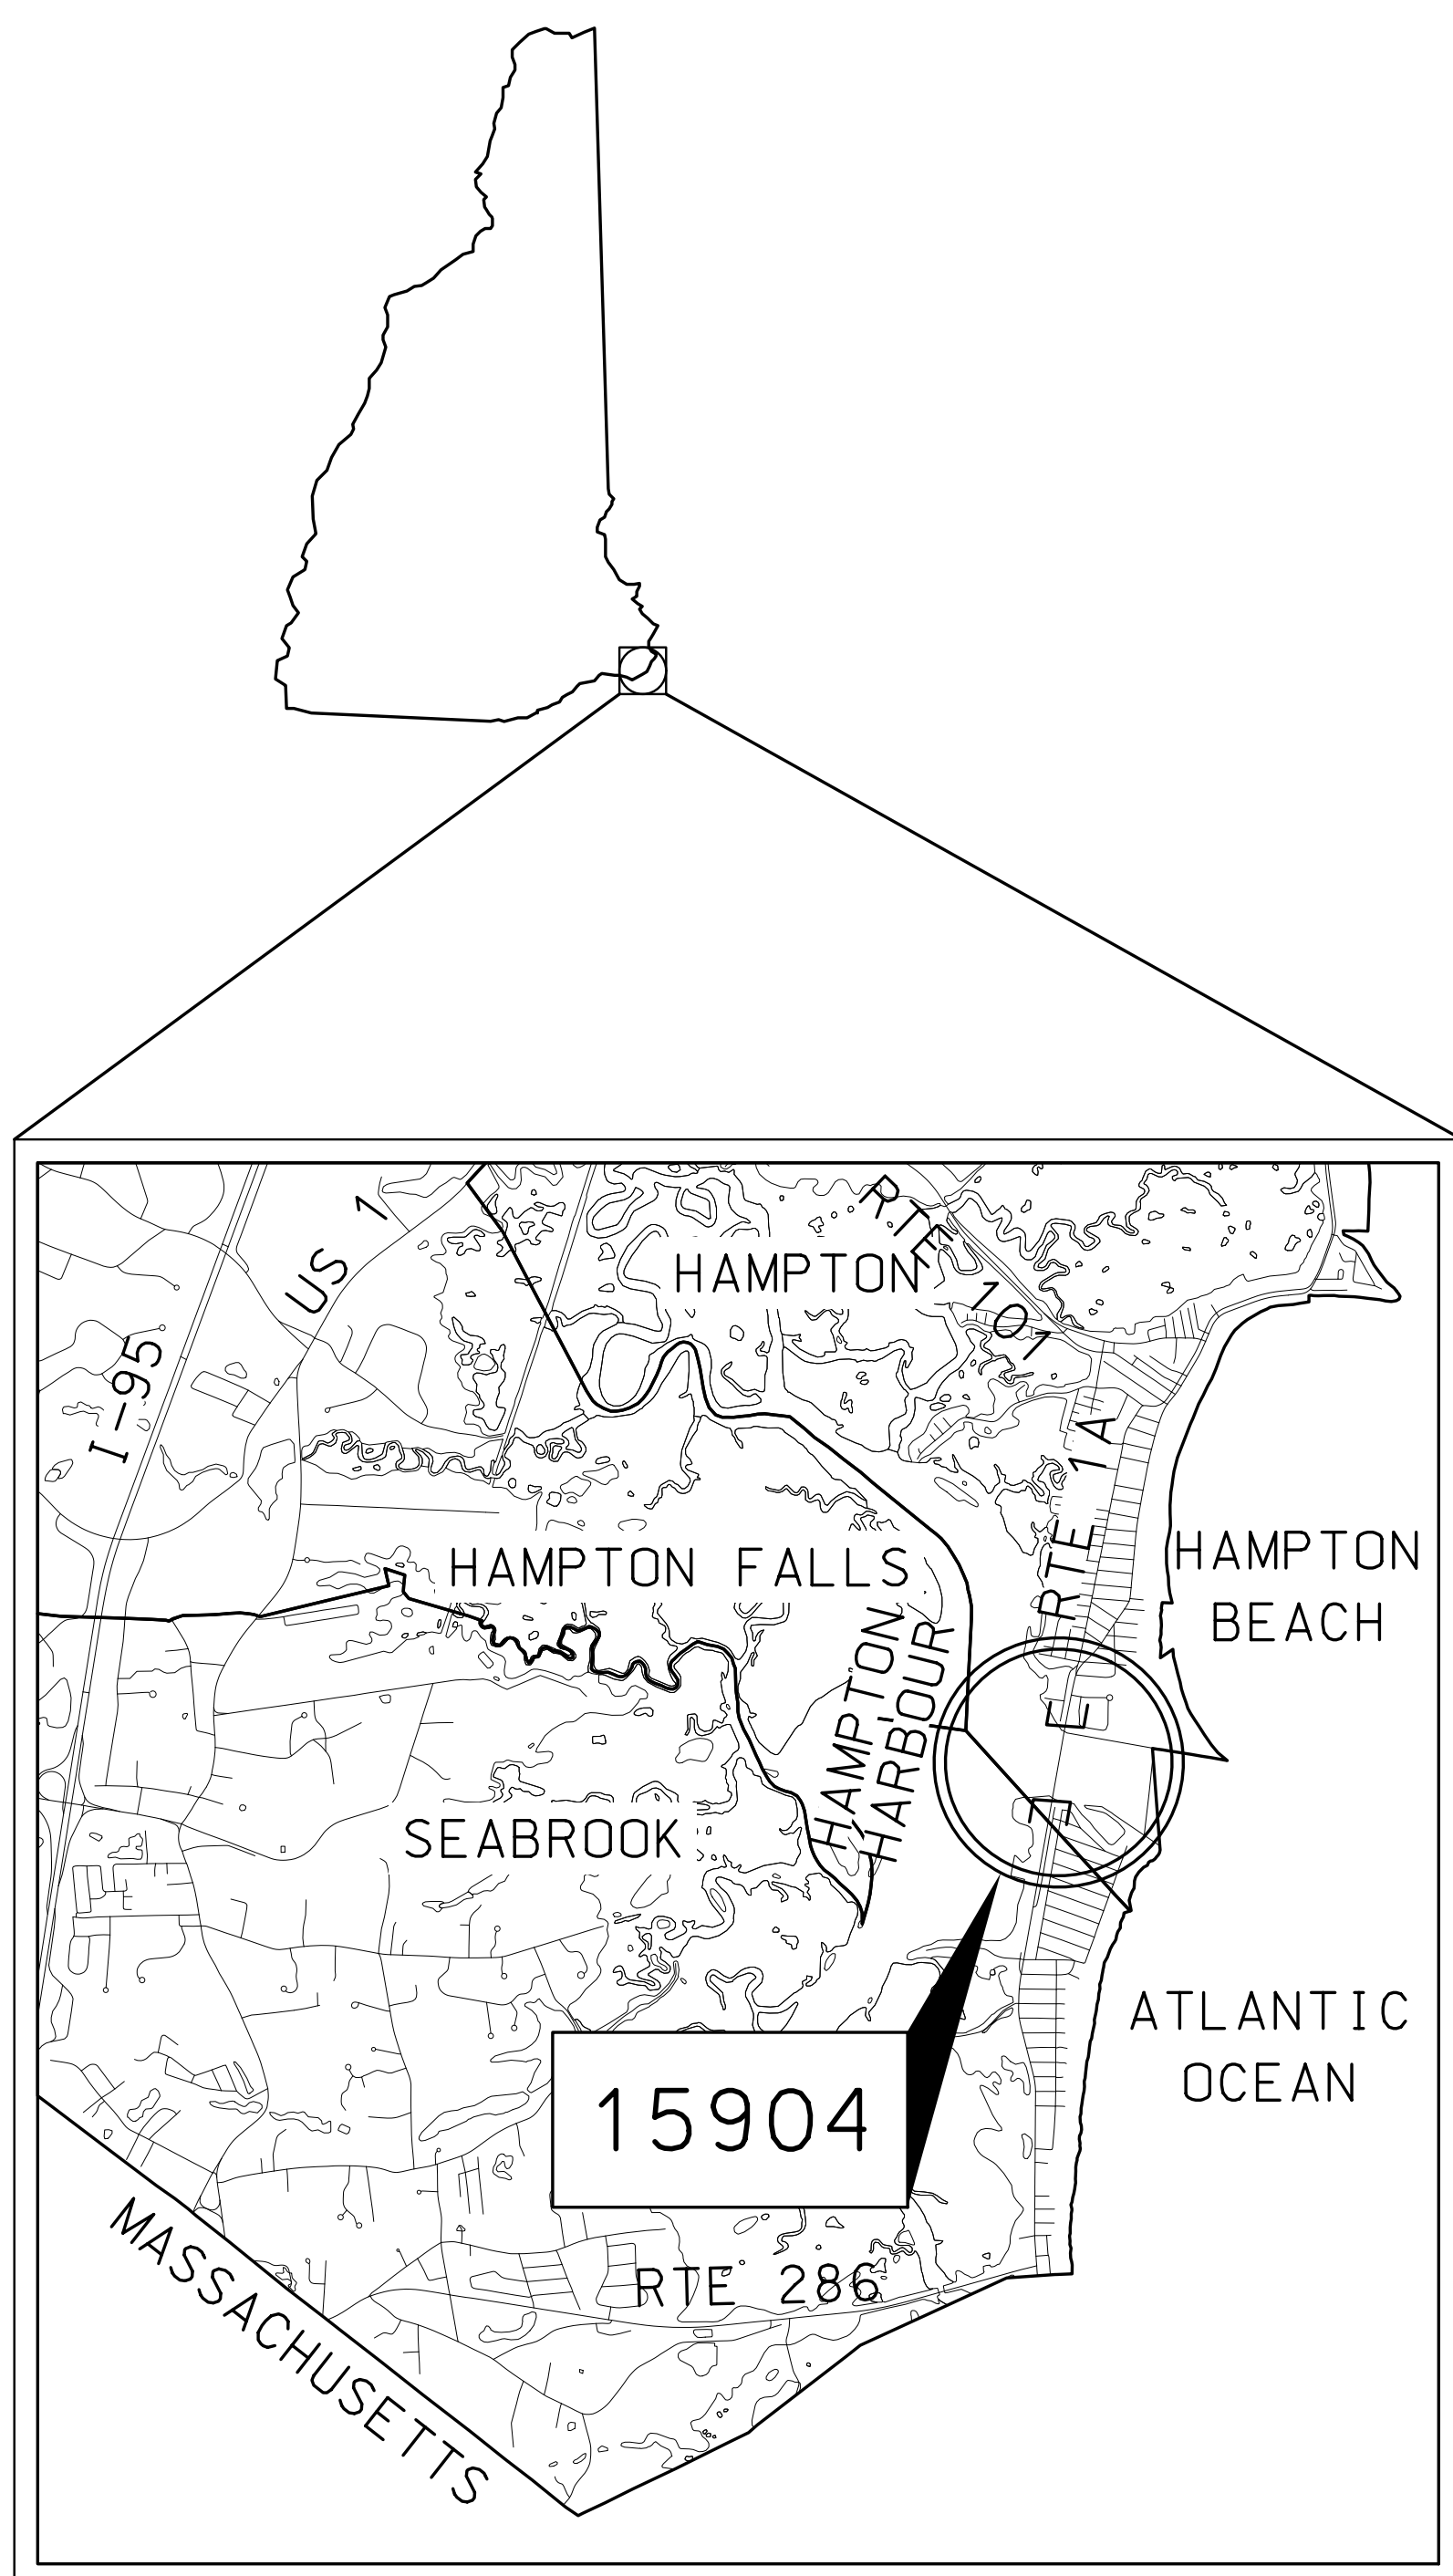 US 1
RTE 101
HAMPTON
I-95
RTE 1A
HAMPTON
BEACH
HAMPTON FALLS
HAMPTON
HARBOUR
SEABROOK
ATLANTIC
OCEAN
15904
RTE 286
MASSACHUSETTS